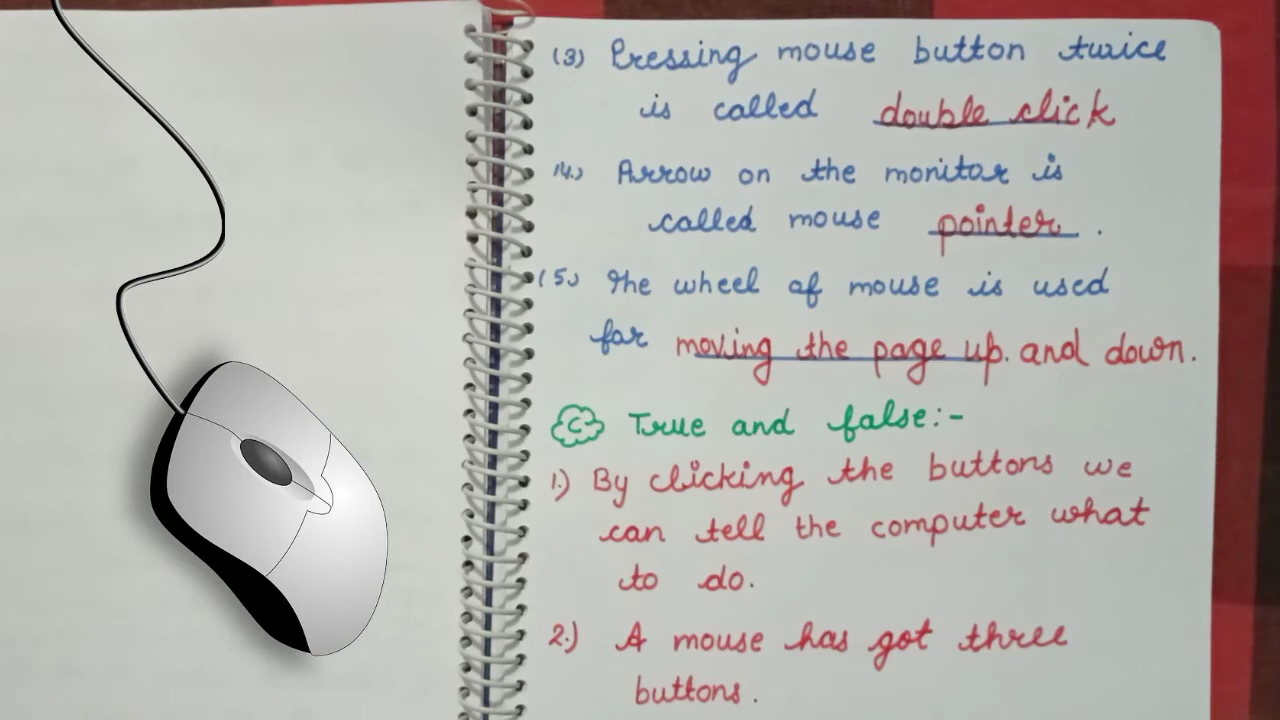 (3) Pressing mouse button twice
is called double click
(4.) Arrow on the monitor is
called mouse pointer.
(5.) The wheel of mouse is used
for moving the page up. and down.
(C) True and false:-
1.) By clicking the buttons we
can tell the computer what
to do.
2.) A mouse has got three
buttons.